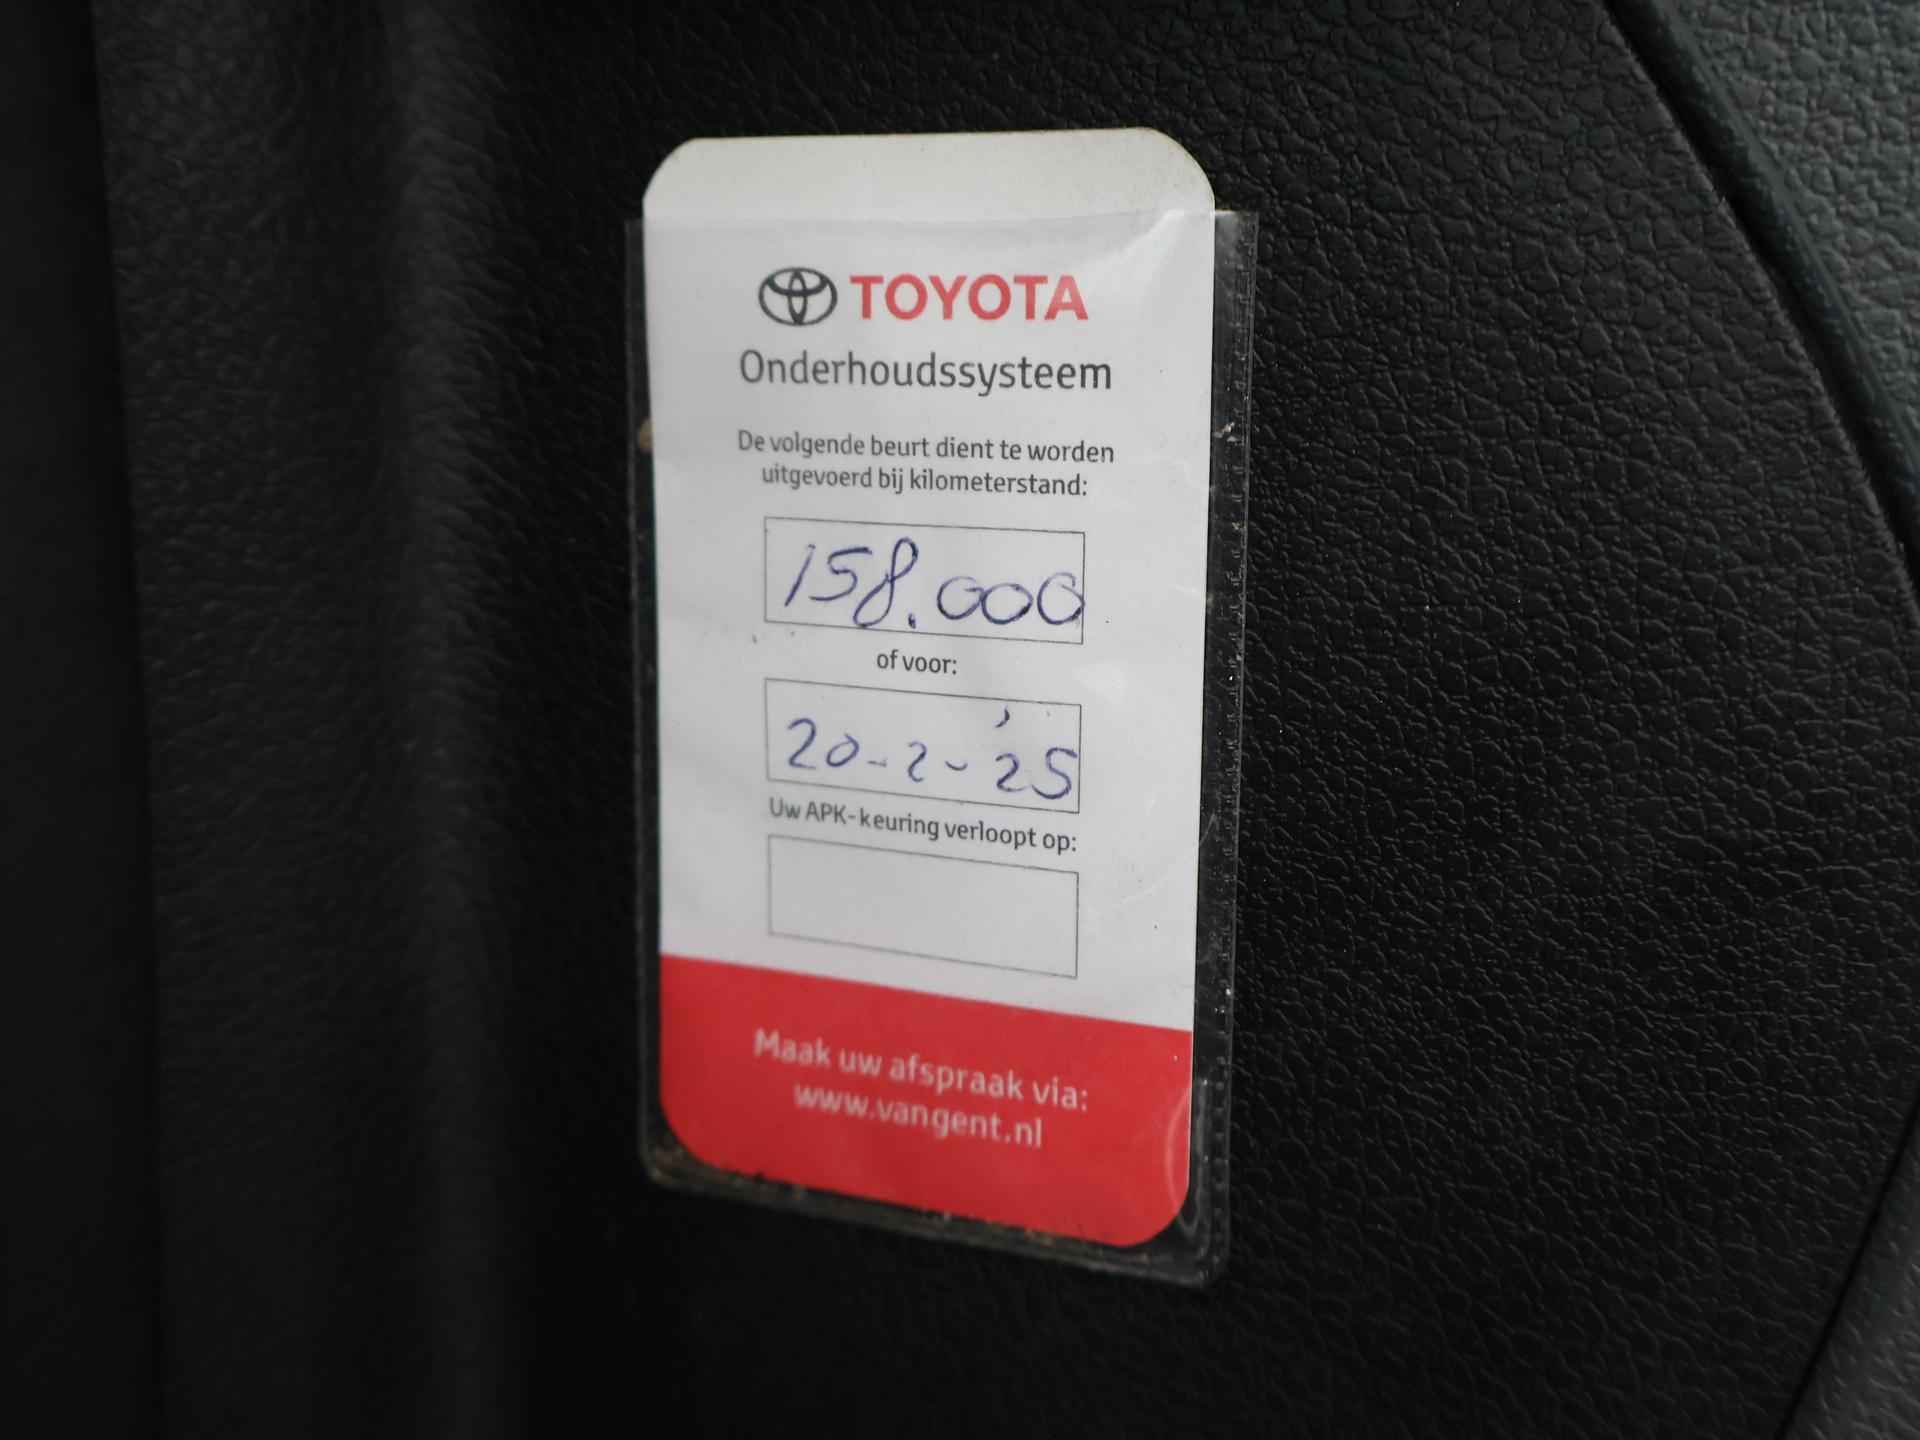 TOYOTA
Onderhoudssysteem
De volgende beurt dient te worden
uitgevoerd bij kilometerstand:
158.000
of voor:
20-2-'25
Uw APK-keuring verloopt op:
Maak uw afspraak via:
www.vangent.nl